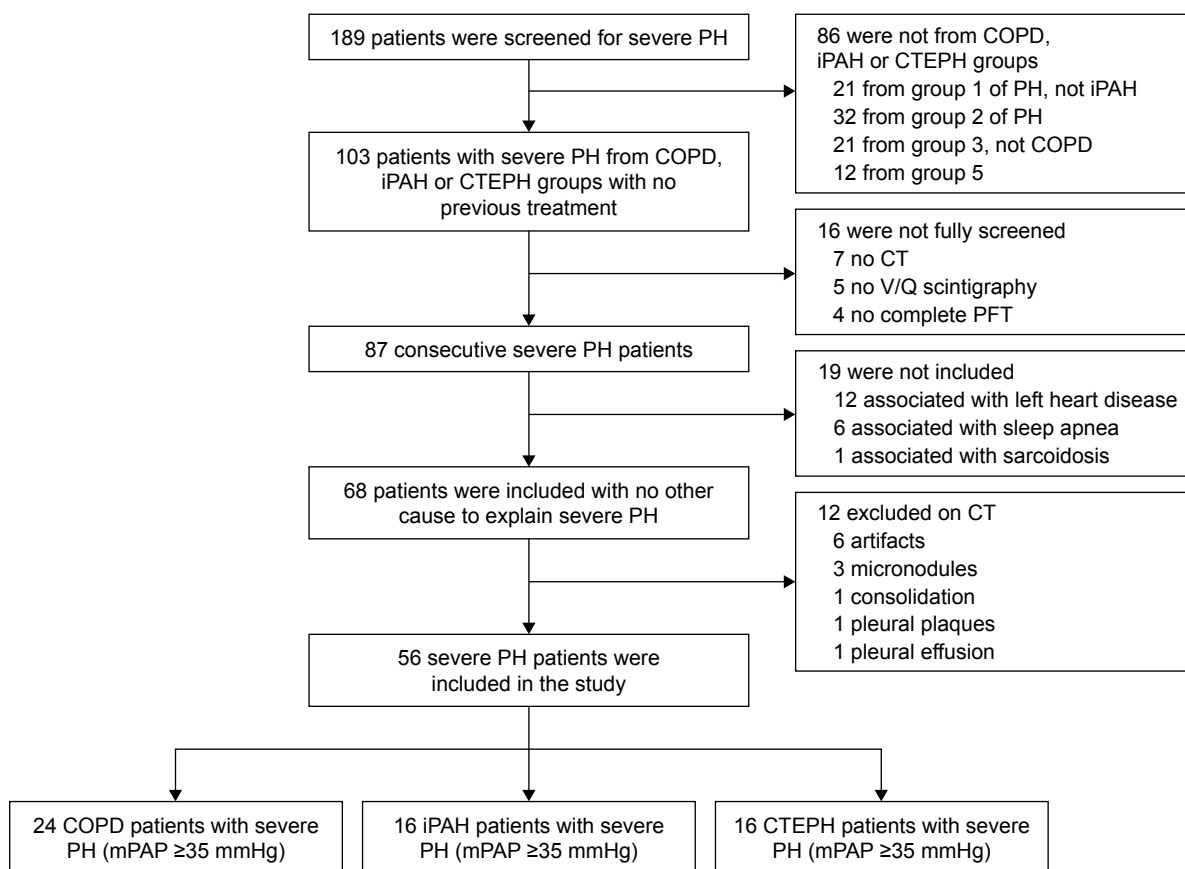 189 patients were screened for severe PH
86 were not from COPD,
iPAH or CTEPH groups
21 from group 1 of PH, not iPAH
32 from group 2 of PH
21 from group 3, not COPD
12 from group 5
103 patients with severe PH from COPD,
iPAH or CTEPH groups with no
previous treatment
16 were not fully screened
7 no CT
5 no V/Q scintigraphy
4 no complete PFT
87 consecutive severe PH patients
19 were not included
12 associated with left heart disease
6 associated with sleep apnea
1 associated with sarcoidosis
68 patients were included with no other
cause to explain severe PH
12 excluded on CT
6 artifacts
3 micronodules
1 consolidation
1 pleural plaques
1 pleural effusion
56 severe PH patients were
included in the study
24 COPD patients with severe
PH (mPAP ≥35 mmHg)
16 iPAH patients with severe
PH (mPAP ≥35 mmHg)
16 CTEPH patients with severe
PH (mPAP ≥35 mmHg)